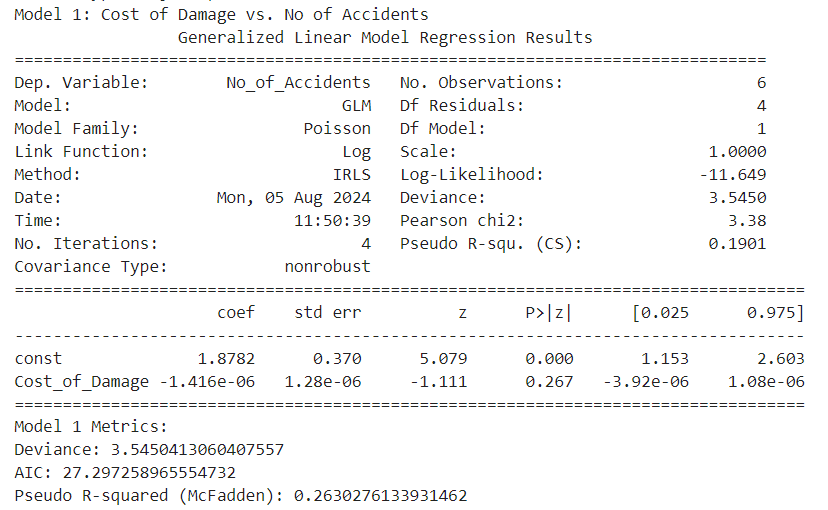 Model 1: Cost of Damage vs. No of Accidents
                 Generalized Linear Model Regression Results
==============================================================================
Dep. Variable:        No_of_Accidents   No. Observations:                    6
Model:                            GLM   Df Residuals:                        4
Model Family:                 Poisson   Df Model:                            1
Link Function:                    Log   Scale:                          1.0000
Method:                          IRLS   Log-Likelihood:                -11.649
Date:                Mon, 05 Aug 2024   Deviance:                       3.5450
Time:                        11:50:39   Pearson chi2:                     3.38
No. Iterations:                     4   Pseudo R-squ. (CS):             0.1901
Covariance Type:            nonrobust
==================================================================================
                     coef    std err          z      P>|z|      [0.025      0.975]
----------------------------------------------------------------------------------
const              1.8782      0.370      5.079      0.000       1.153       2.603
Cost_of_Damage -1.416e-06   1.28e-06     -1.111      0.267   -3.92e-06    1.08e-06
==================================================================================
Model 1 Metrics:
Deviance: 3.5450413060407557
AIC: 27.297258965554732
Pseudo R-squared (McFadden): 0.2630276133931462